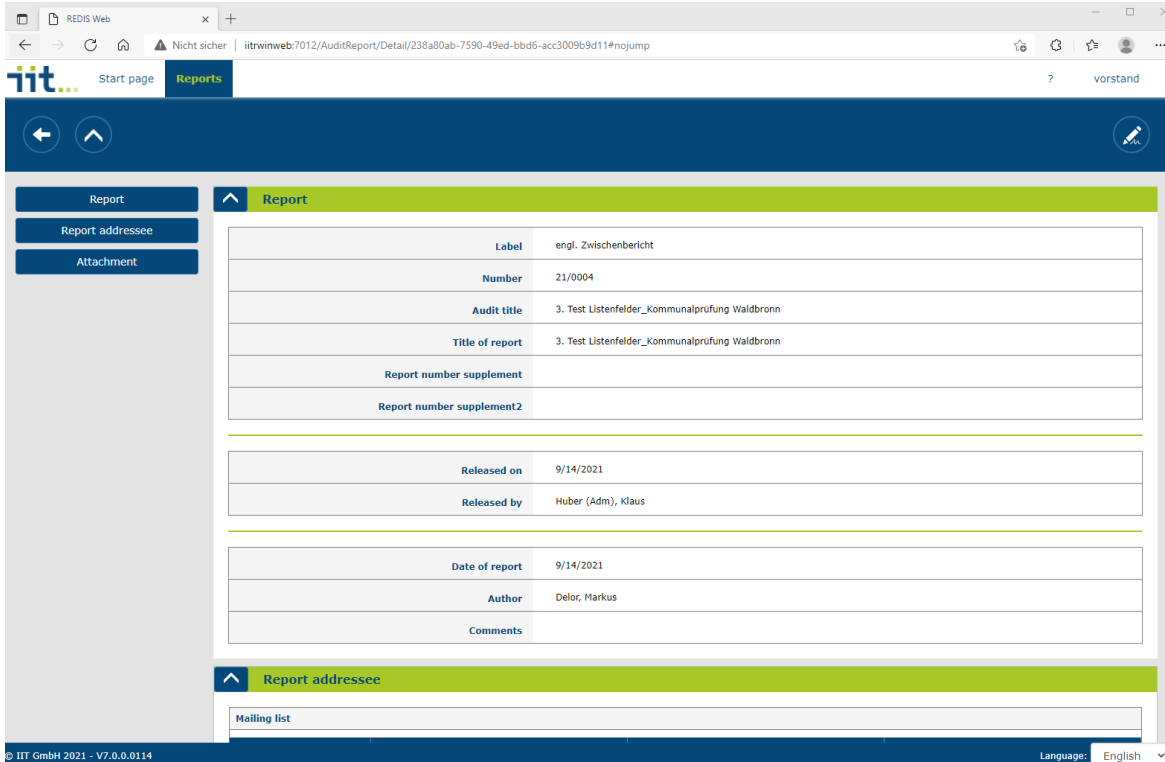 REDIS Web
Nicht sicher iitrwinweb:7012/AuditReport/Detail/238a80ab-7590-49ed-bbd6-acc3009b9d11#nojump
iit... Start page Reports ? vorstand
Report
Report addressee
Attachment
Report
Label engl. Zwischenbericht
Number 21/0004
Audit title 3. Test Listenfelder_Kommunalprüfung Waldbronn
Title of report 3. Test Listenfelder_Kommunalprüfung Waldbronn
Report number supplement
Report number supplement2
Released on 9/14/2021
Released by Huber (Adm), Klaus
Date of report 9/14/2021
Author Delor, Markus
Comments
Report addressee
Mailing list
© IIT GmbH 2021 - V7.0.0.0114 Language: English